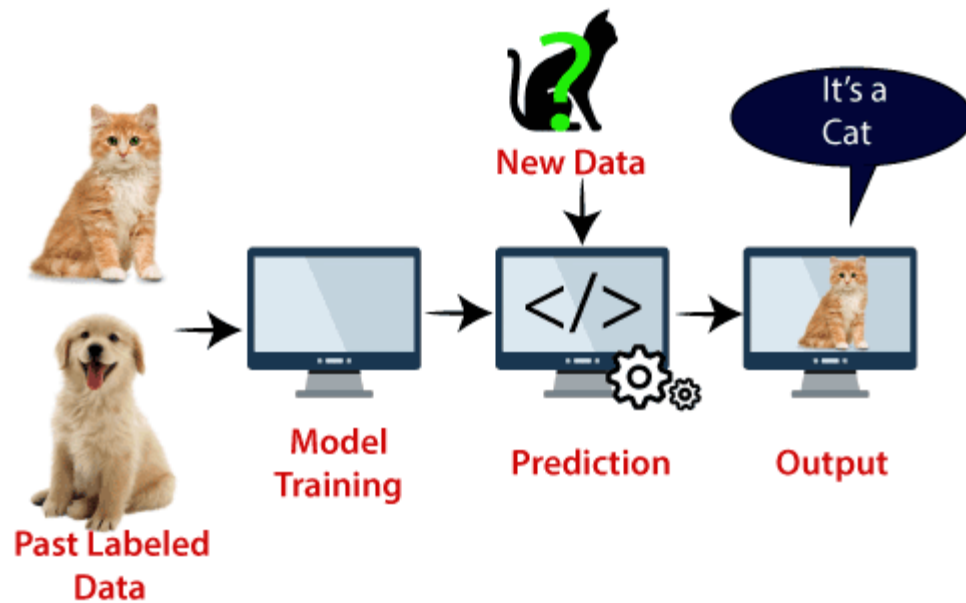 It's a
Cat
?
New Data
</>
Model
Training
Prediction
Output
Past Labeled
Data